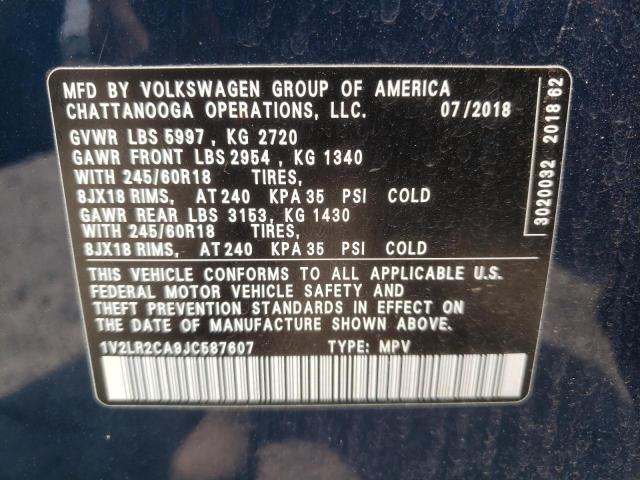 MFD BY VOLKSWAGEN GROUP OF AMERICA
CHATTANOOGA OPERATIONS, LLC. 07/2018
GVWR LBS 5997 , KG 2720
GAWR FRONT LBS 2954 , KG 1340
WITH 245/60R18 TIRES,
8JX18 RIMS, AT 240 KPA 35 PSI COLD
GAWR REAR LBS 3153, KG 1430
WITH 245/60R18 TIRES,
8JX18 RIMS, AT 240 KPA 35 PSI COLD
THIS VEHICLE CONFORMS TO ALL APPLICABLE U.S.
FEDERAL MOTOR VEHICLE SAFETY AND
THEFT PREVENTION STANDARDS IN EFFECT ON
THE DATE OF MANUFACTURE SHOWN ABOVE.
1V2LR2CA9JC587607 TYPE: MPV
3020032 2018 62